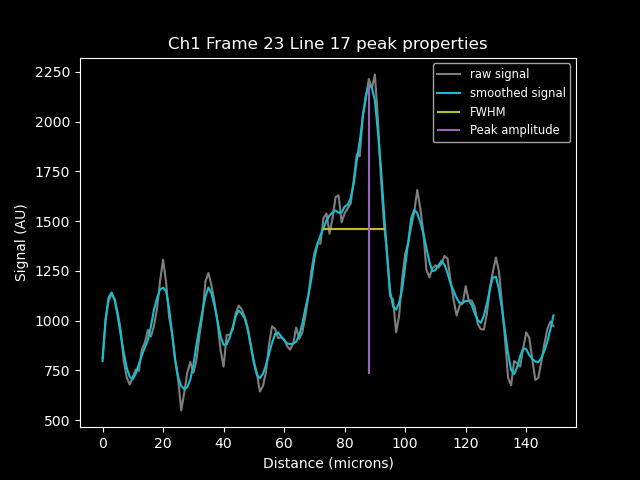 Ch1 Frame 23 Line 17 peak properties
raw signal
smoothed signal
FWHM
Peak amplitude
Signal (AU)
2250
2000
1750
1500
1250
1000
750
500
0 20 40 60 80 100 120 140
Distance (microns)